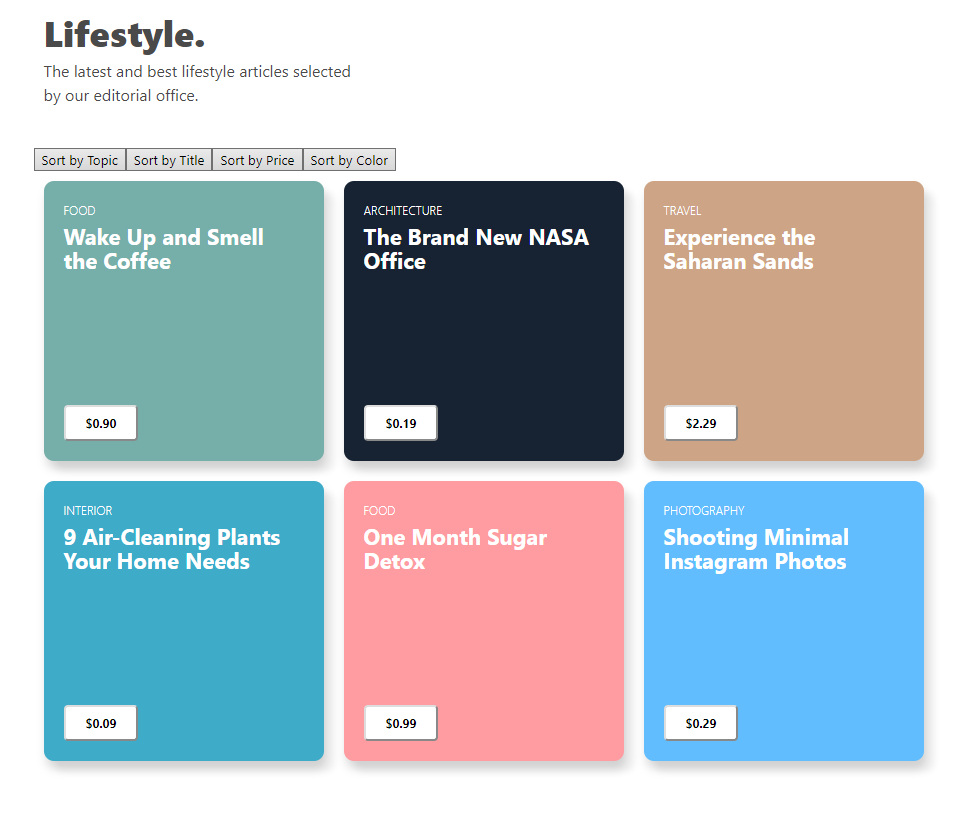 Lifestyle.
The latest and best lifestyle articles selected
by our editorial office.
Sort by Topic Sort by Title Sort by Price Sort by Color
FOOD
Wake Up and Smell
the Coffee
$0.90
ARCHITECTURE
The Brand New NASA
Office
$0.19
TRAVEL
Experience the
Saharan Sands
$2.29
INTERIOR
9 Air-Cleaning Plants
Your Home Needs
$0.09
FOOD
One Month Sugar
Detox
$0.99
PHOTOGRAPHY
Shooting Minimal
Instagram Photos
$0.29